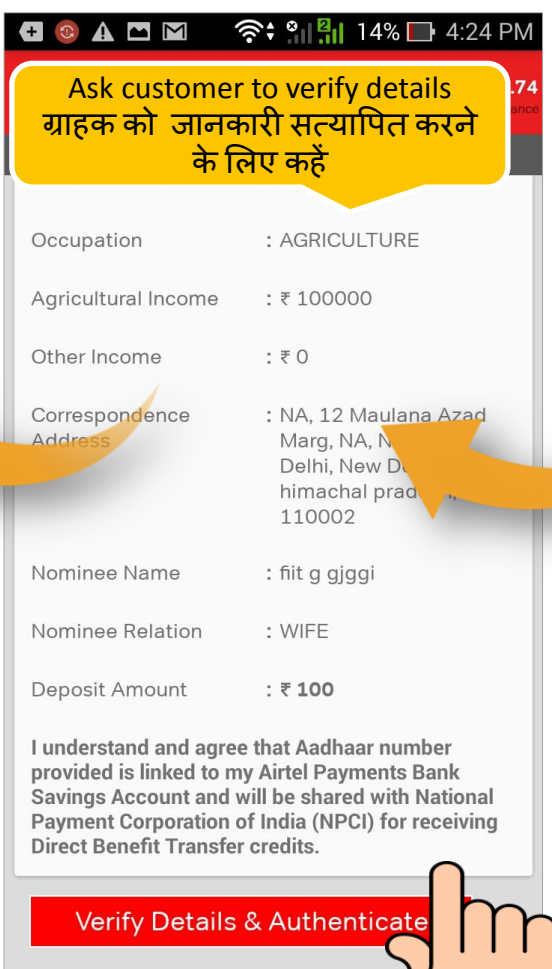 14% 4:24 PM
.74
ance
Ask customer to verify details
ग्राहक को जानकारी सत्यापित करने
के लिए कहें
Occupation : AGRICULTURE
Agricultural Income : ₹ 100000
Other Income : ₹ 0
Correspondence : NA, 12 Maulana Azad
Address Marg, NA, N
Delhi, New D
himachal prad
110002
Nominee Name : fiit g gjggi
Nominee Relation : WIFE
Deposit Amount : ₹ 100
I understand and agree that Aadhaar number
provided is linked to my Airtel Payments Bank
Savings Account and will be shared with National
Payment Corporation of India (NPCI) for receiving
Direct Benefit Transfer credits.
Verify Details & Authenticate